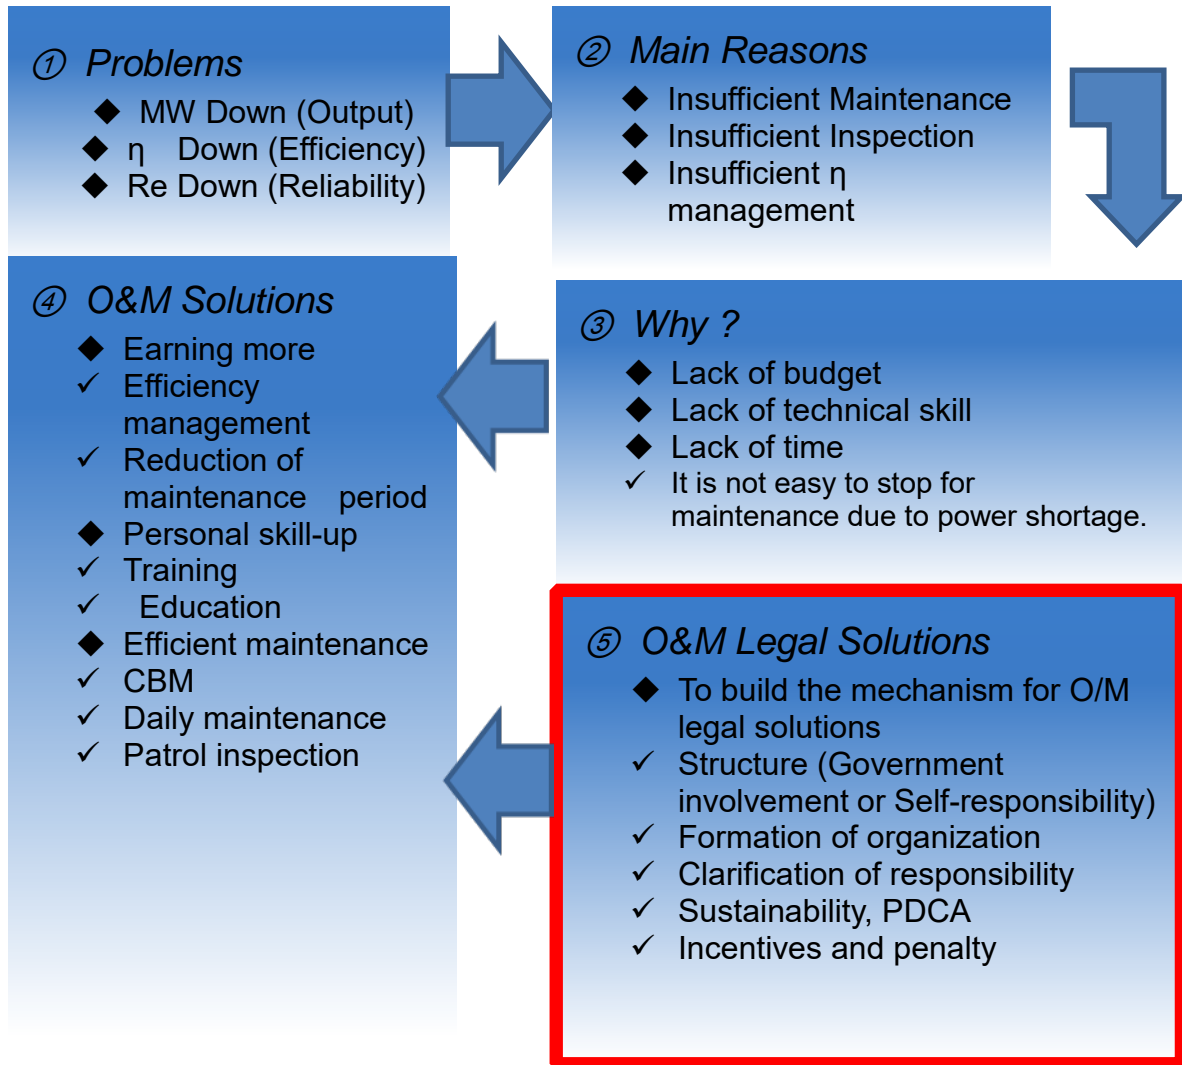 ① Problems
◆ MW Down (Output)
◆ η Down (Efficiency)
◆ Re Down (Reliability)
② Main Reasons
◆ Insufficient Maintenance
◆ Insufficient Inspection
◆ Insufficient η
management
③ Why ?
◆ Lack of budget
◆ Lack of technical skill
◆ Lack of time
✓ It is not easy to stop for
maintenance due to power shortage.
④ O&M Solutions
◆ Earning more
✓ Efficiency
management
✓ Reduction of
maintenance period
◆ Personal skill-up
✓ Training
✓ Education
◆ Efficient maintenance
✓ CBM
✓ Daily maintenance
✓ Patrol inspection
⑤ O&M Legal Solutions
◆ To build the mechanism for O/M
legal solutions
✓ Structure (Government
involvement or Self-responsibility)
✓ Formation of organization
✓ Clarification of responsibility
✓ Sustainability, PDCA
✓ Incentives and penalty